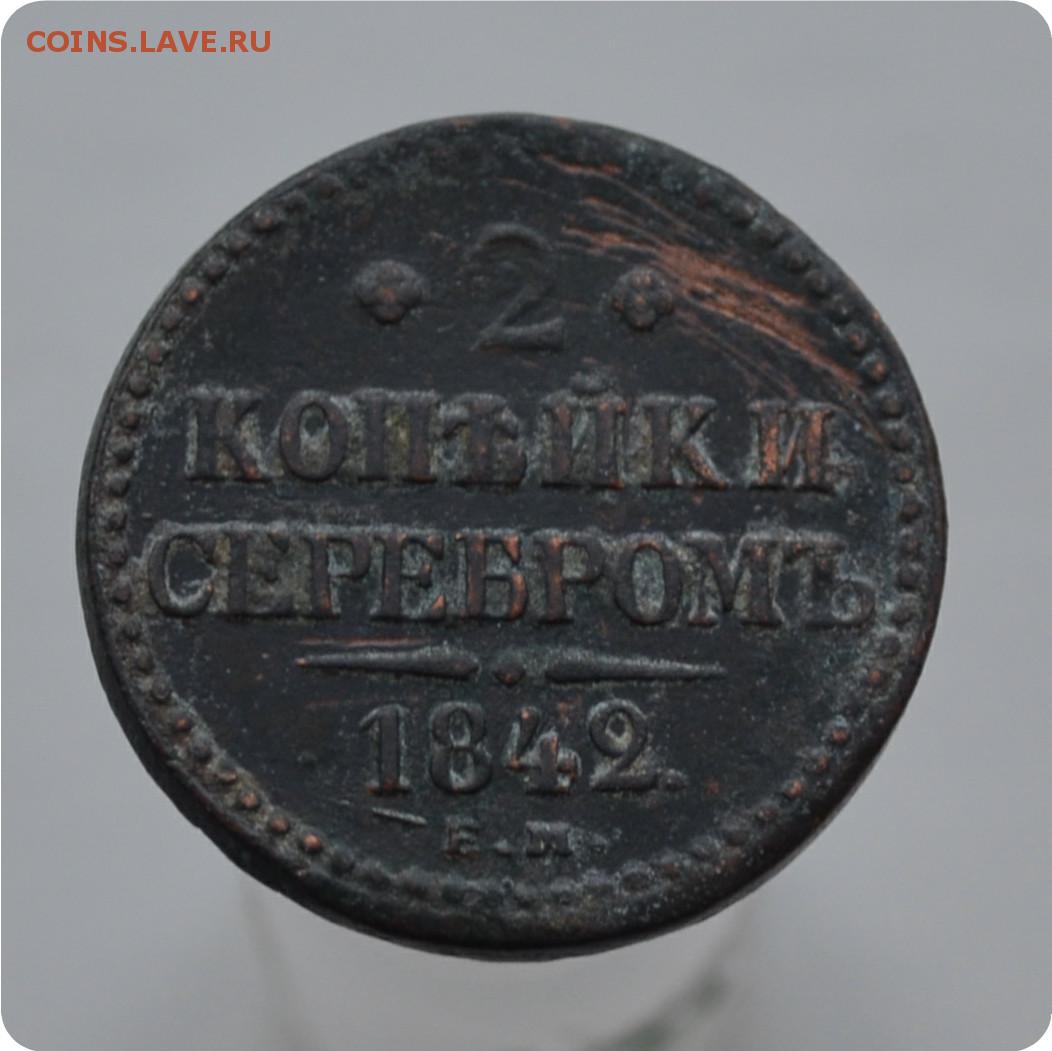 COINS.LAVE.RU
2
КОПѢЙКИ
СЕРЕБРОМЪ
1842.
Е.М.